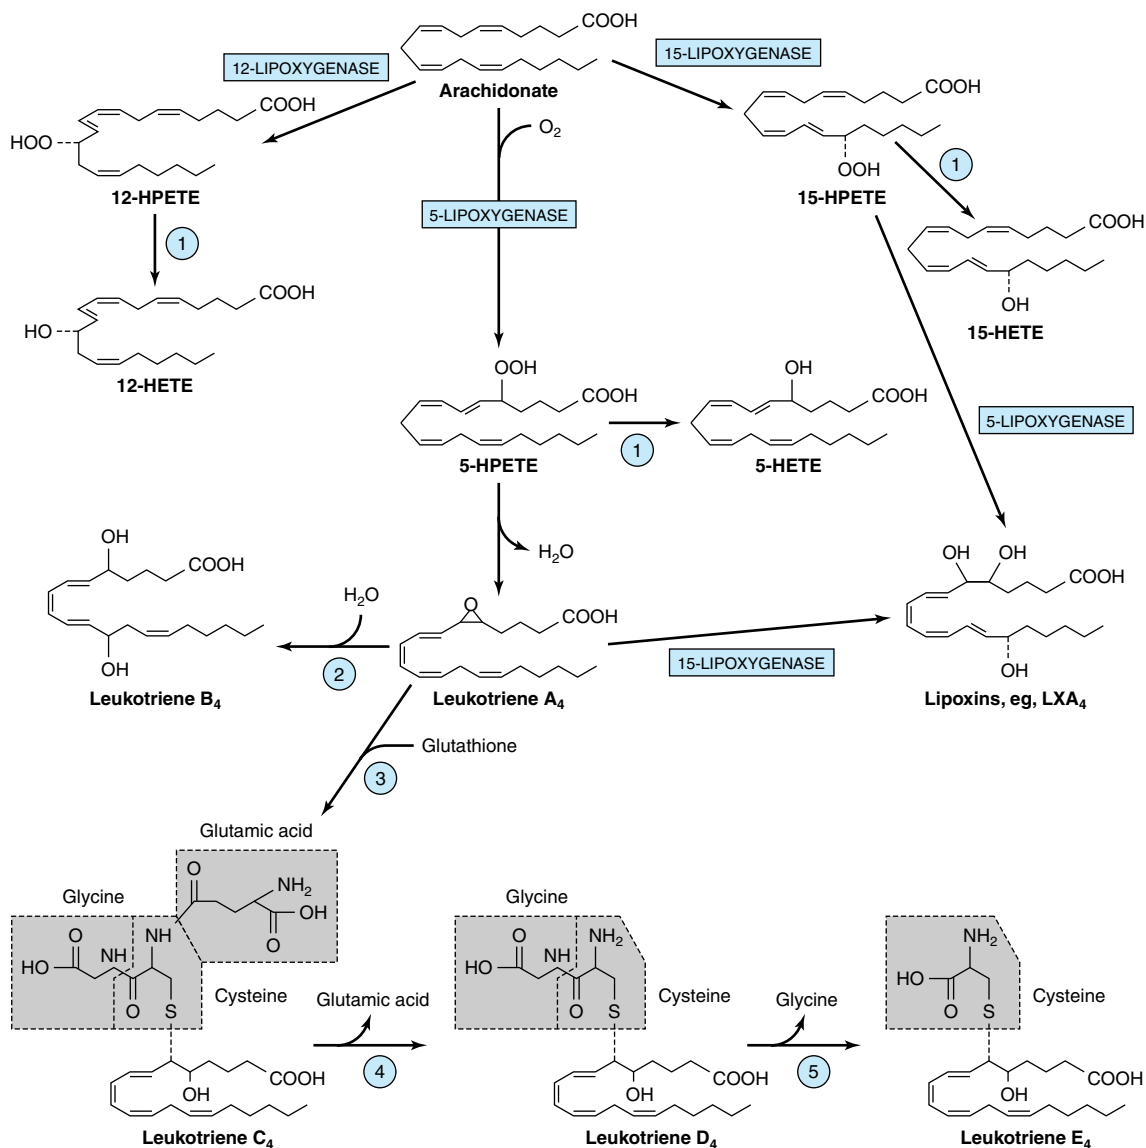 COOH
Arachidonate
12-LIPOXYGENASE
15-LIPOXYGENASE
O₂
COOH
HOO
12-HPETE
COOH
OOH
15-HPETE
1
5-LIPOXYGENASE
1
COOH
OH
15-HETE
COOH
HO
12-HETE
OOH
COOH
5-HPETE
1
OH
COOH
5-HETE
5-LIPOXYGENASE
H₂O
OH
COOH
OH
Leukotriene B₄
H₂O
2
O
COOH
Leukotriene A₄
15-LIPOXYGENASE
OH
OH
COOH
OH
Lipoxins, eg, LXA₄
Glutathione
3
Glutamic acid
O
NH₂
OH
O
Glycine
O
HO
NH
NH
O
S
Cysteine
COOH
OH
Leukotriene C₄
Glutamic acid
4
Glycine
O
HO
NH
NH₂
O
S
Cysteine
COOH
OH
Leukotriene D₄
Glycine
5
NH₂
HO
O
S
Cysteine
COOH
OH
Leukotriene E₄